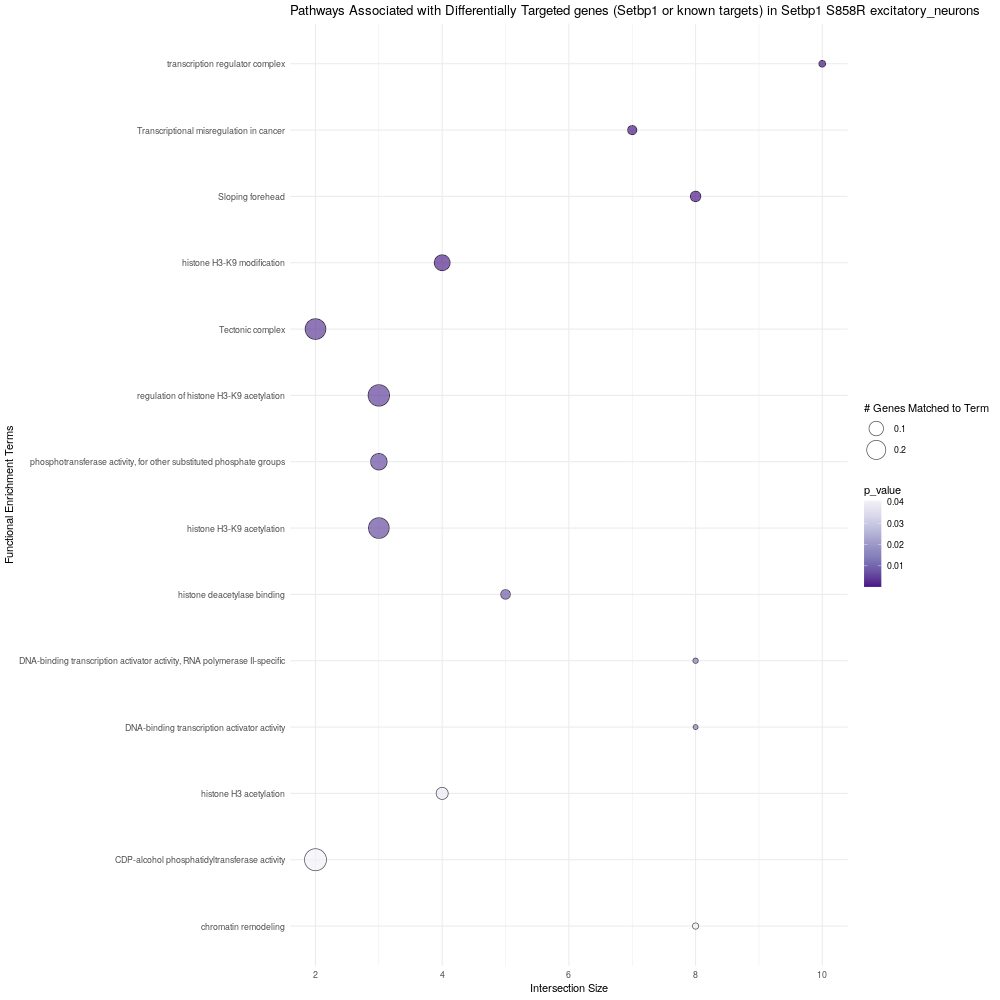 Pathways Associated with Differentially Targeted genes (Setbp1 or known targets) in Setbp1 S858R excitatory_neurons
Functional Enrichment Terms
transcription regulator complex
Transcriptional misregulation in cancer
Sloping forehead
histone H3-K9 modification
Tectonic complex
regulation of histone H3-K9 acetylation
phosphotransferase activity, for other substituted phosphate groups
histone H3-K9 acetylation
histone deacetylase binding
DNA-binding transcription activator activity, RNA polymerase II-specific
DNA-binding transcription activator activity
histone H3 acetylation
CDP-alcohol phosphatidyltransferase activity
chromatin remodeling
2 4 6 8 10
Intersection Size
# Genes Matched to Term
0.1
0.2
p_value
0.04
0.03
0.02
0.01